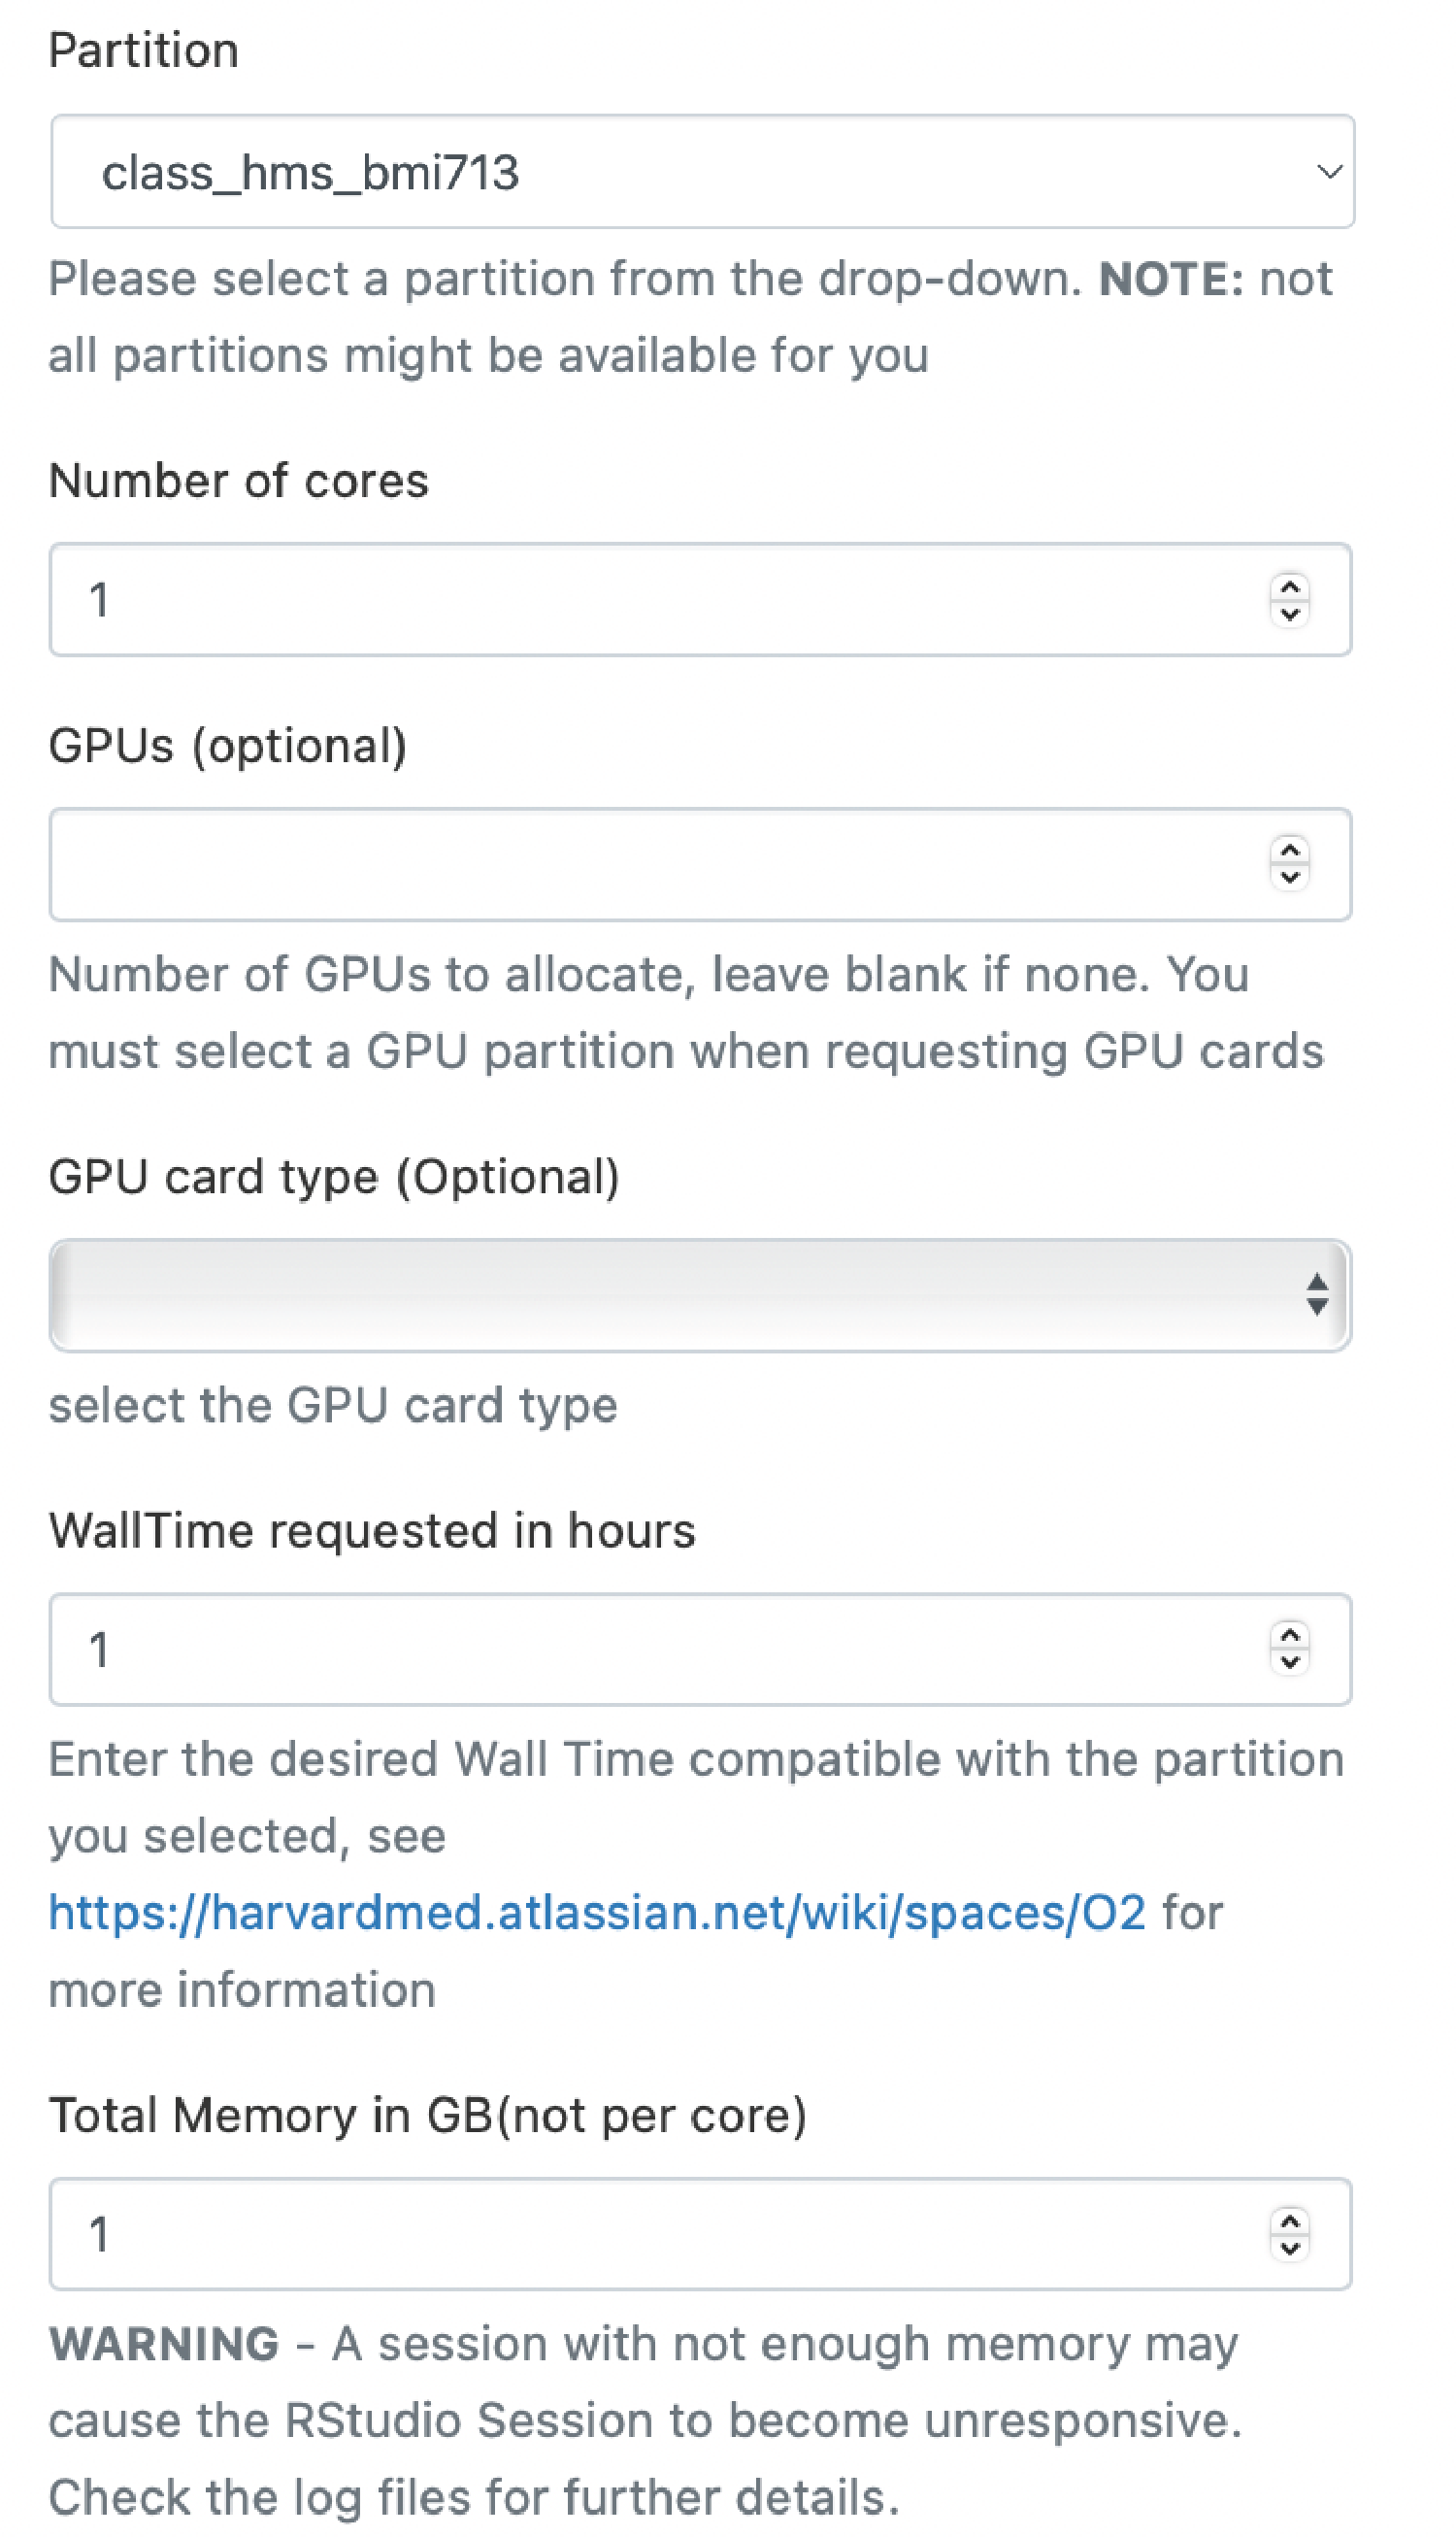 Partition
class_hms_bmi713
Please select a partition from the drop-down. NOTE: not
all partitions might be available for you
Number of cores
1
GPUs (optional)
Number of GPUs to allocate, leave blank if none. You
must select a GPU partition when requesting GPU cards
GPU card type (Optional)
select the GPU card type
WallTime requested in hours
1
Enter the desired Wall Time compatible with the partition
you selected, see
https://harvardmed.atlassian.net/wiki/spaces/O2 for
more information
Total Memory in GB(not per core)
1
WARNING - A session with not enough memory may
cause the RStudio Session to become unresponsive.
Check the log files for further details.